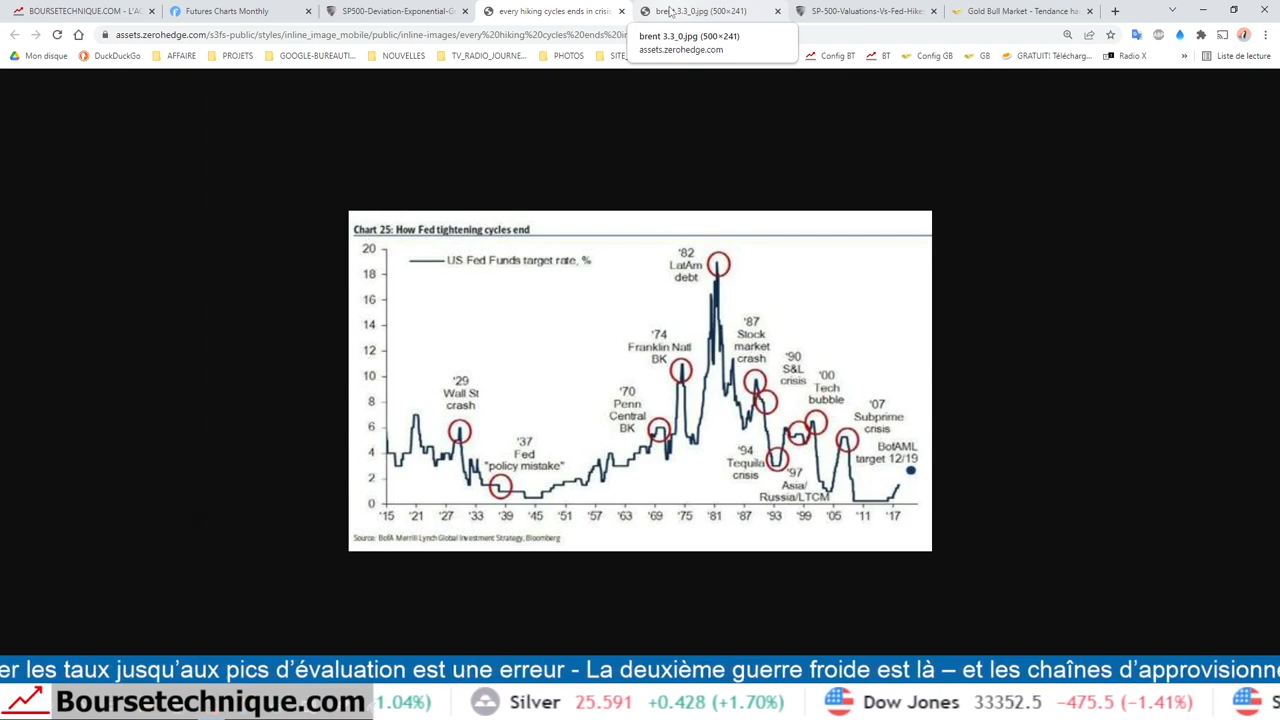 BOURSETECHNIQUE.COM - L'AC
Futures Charts Monthly
SP500-Deviation-Exponential-G
every hiking cycles ends in crisis
brent 3.3_0.jpg (500×241)
SP-500-Valuations-Vs-Fed-Hike
Gold Bull Market - Tendance ha
assets.zerohedge.com/s3fs-public/styles/inline_image_mobile/public/inline-images/every%20hiking%20cycles%20ends%20in
brent 3.3_0.jpg (500×241)
assets.zerohedge.com
Mon disque
DuckDuckGo
AFFAIRE
PROJETS
GOOGLE-BUREAUTI...
NOUVELLES
TV_RADIO_JOURNE...
PHOTOS
Config BT
BT
Config GB
GB
GRATUIT! Télécharg...
Radio X
»
Liste de lecture
Chart 25: How Fed tightening cycles end
US Fed Funds target rate, %
20
18
16
14
12
10
8
6
4
2
0
'29
Wall St
crash
'37
Fed
"policy mistake"
'70
Penn
Central
BK
'74
Franklin Natl
BK
'82
LatAm
debt
'87
Stock
market
crash
'90
S&L
crisis
'94
Tequila
crisis
'97
Asia/
Russia/LTCM
'00
Tech
bubble
'07
Subprime
crisis
BofAML
target 12/19
'15 '21 '27 '33 '39 '45 '51 '57 '63 '69 '75 '81 '87 '93 '99 '05 '11 '17
Source: BofA Merrill Lynch Global Investment Strategy, Bloomberg
er les taux jusqu'aux pics d'évaluation est une erreur - La deuxième guerre froide est là – et les chaînes d'approvisionne
Boursetechnique.com
1.04%)
Silver 25.591 +0.428 (+1.70%)
Dow Jones 33352.5 -475.5 (-1.41%)